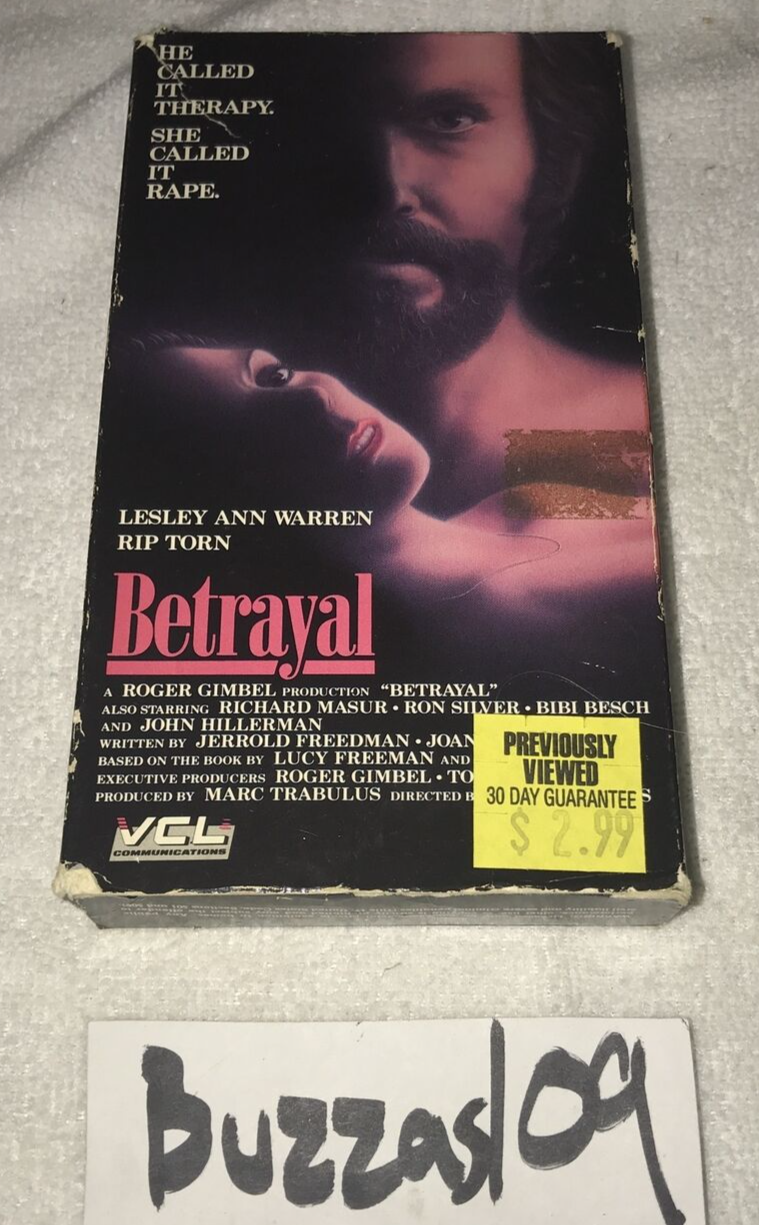 HE
CALLED
IT
THERAPY.
SHE
CALLED
IT
RAPE.
LESLEY ANN WARREN
RIP TORN
Betrayal
A ROGER GIMBEL PRODUCTION "BETRAYAL"
ALSO STARRING RICHARD MASUR • RON SILVER • BIBI BESCH
AND JOHN HILLERMAN
WRITTEN BY JERROLD FREEDMAN • JOAN
BASED ON THE BOOK BY LUCY FREEMAN AND
EXECUTIVE PRODUCERS ROGER GIMBEL • TO
PRODUCED BY MARC TRABULUS DIRECTED B S
PREVIOUSLY
VIEWED
30 DAY GUARANTEE
$ 2.99
VCL
COMMUNICATIONS
Buzzas109